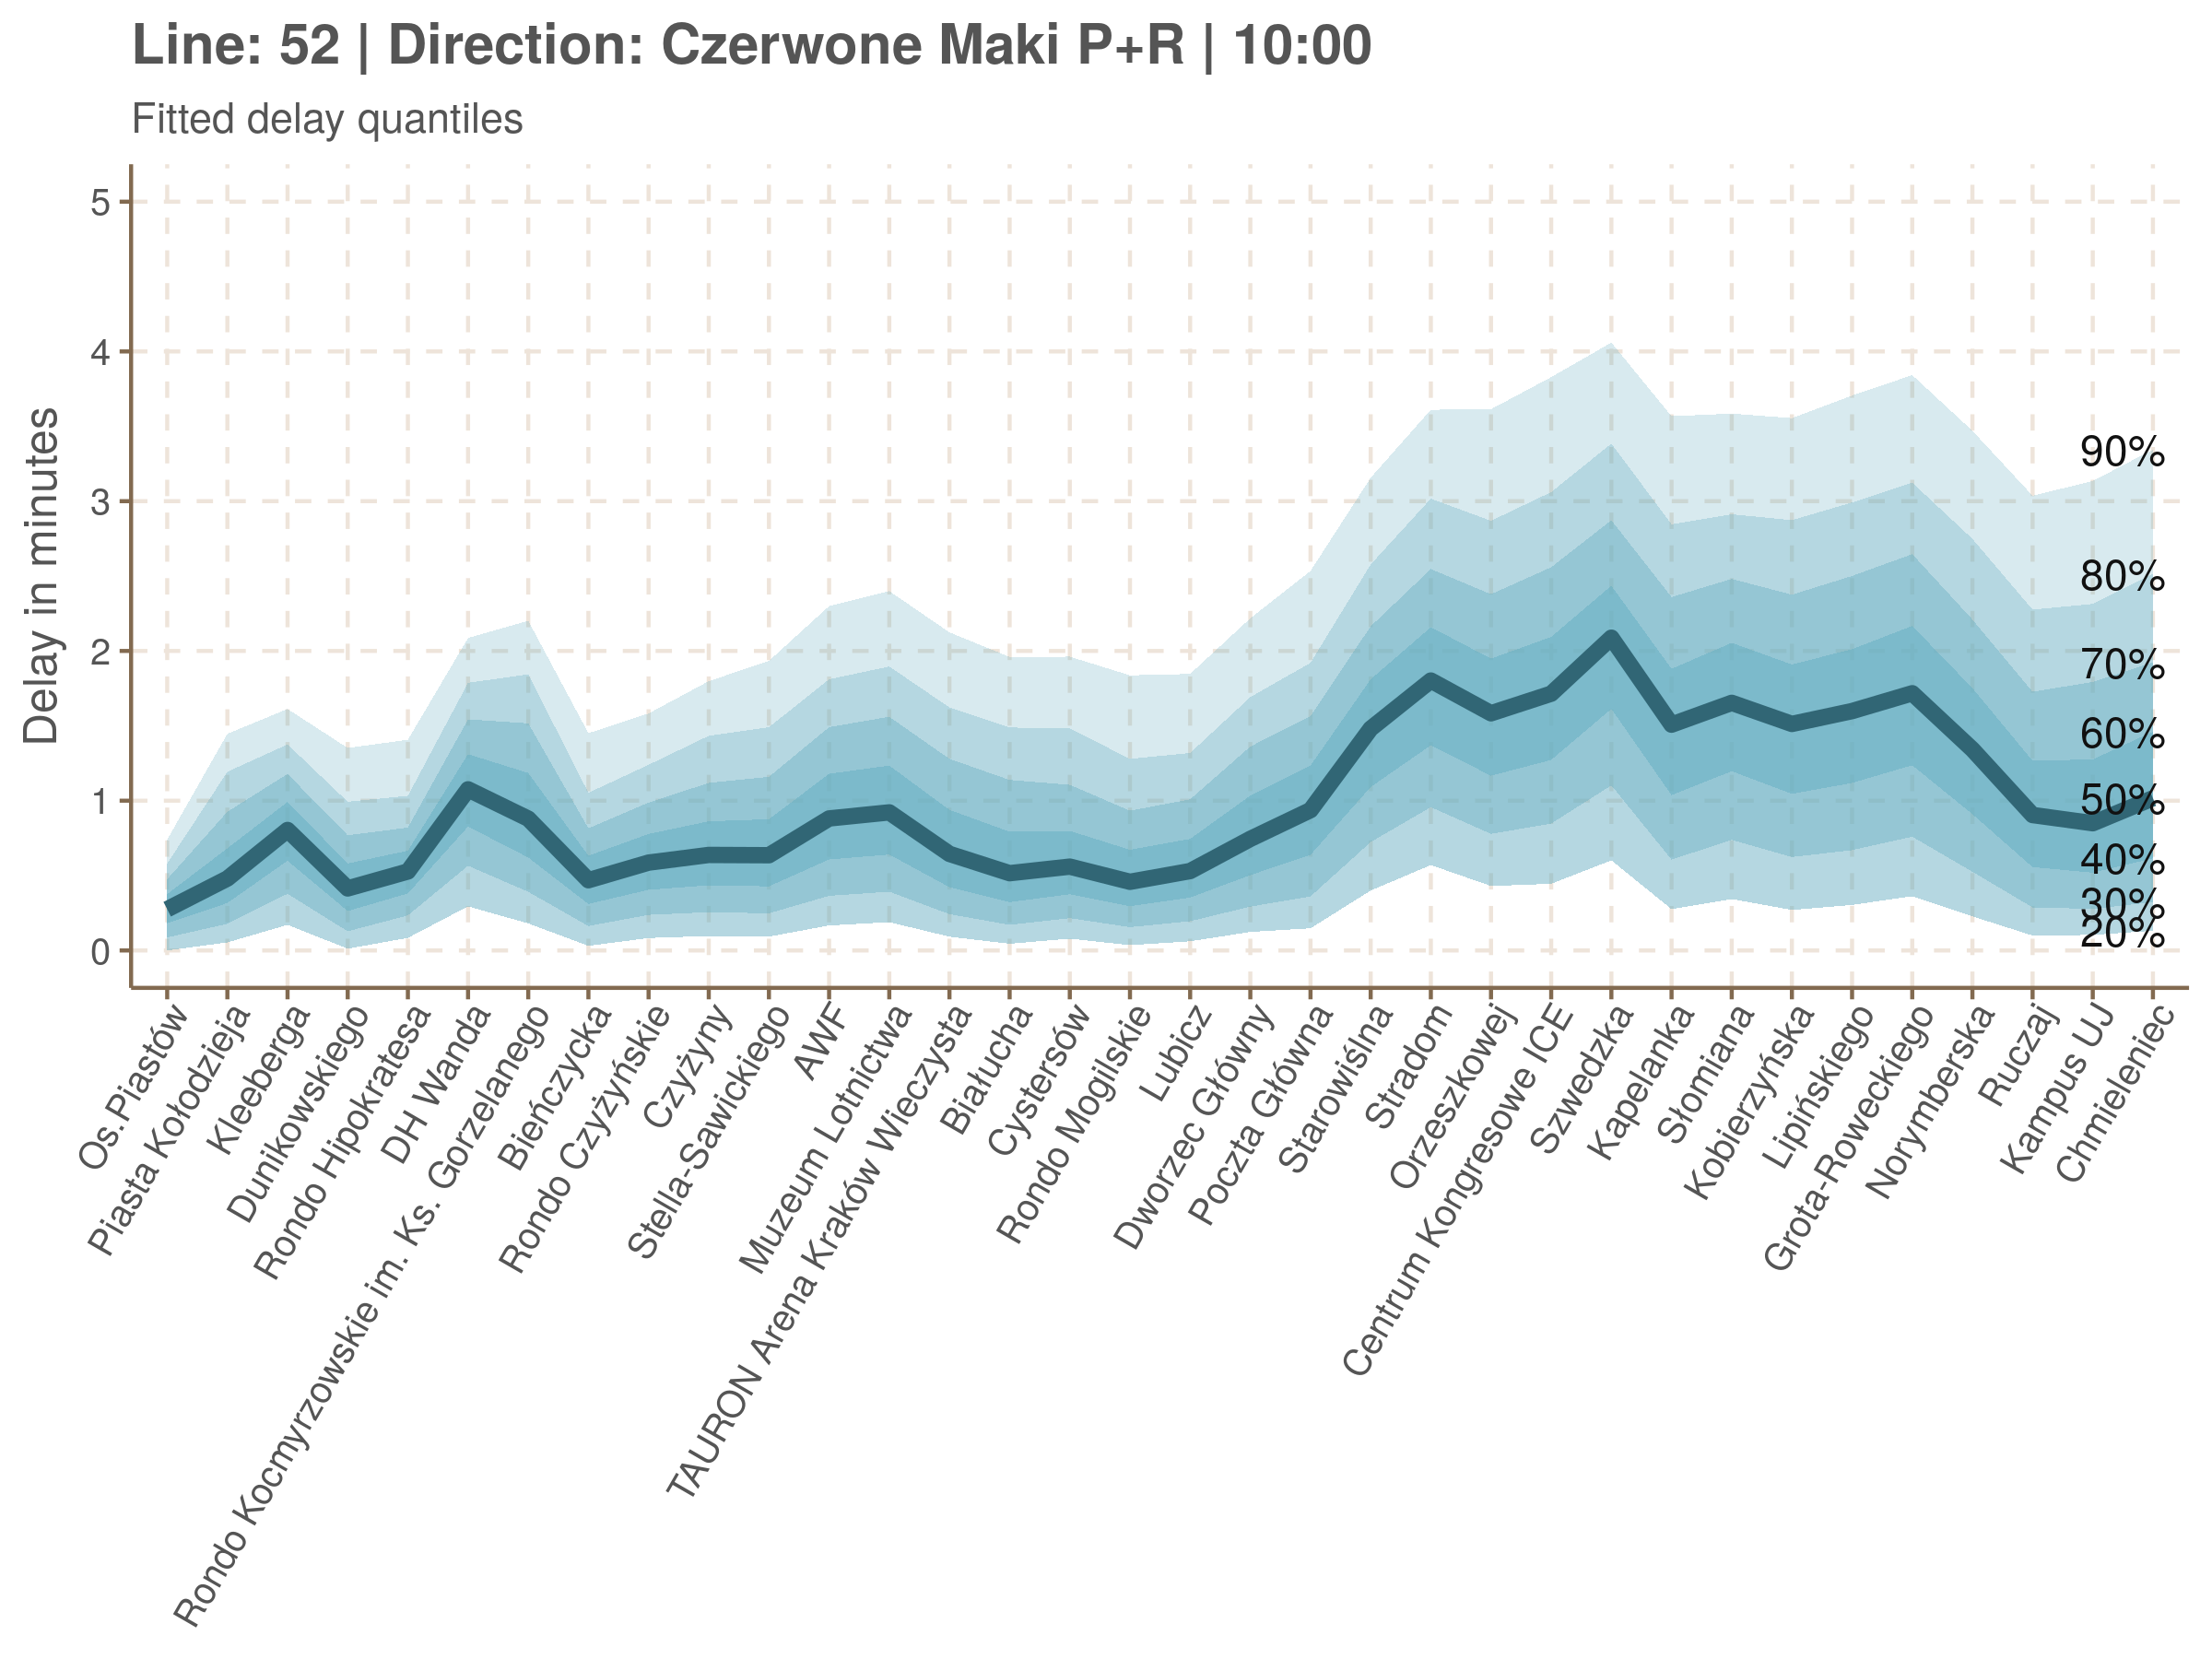 Line: 52 | Direction: Czerwone Maki P+R | 10:00
Fitted delay quantiles
Delay in minutes
5
4
3
2
1
0
90%
80%
70%
60%
50%
40%
30%
20%
Os.Piastów
Piasta Kołodzieja
Kleeberga
Dunikowskiego
Rondo Hipokratesa
DH Wanda
Rondo Kocmyrzowskie im. Ks. Gorzelanego
Bieńczycka
Rondo Czyżyńskie
Czyżyny
Stella-Sawickiego
AWF
Muzeum Lotnictwa
TAURON Arena Kraków Wieczysta
Białucha
Cystersów
Rondo Mogilskie
Lubicz
Dworzec Główny
Poczta Główna
Starowiślna
Stradom
Orzeszkowej
Centrum Kongresowe ICE
Szwedzka
Kapelanka
Słomiana
Kobierzyńska
Lipińskiego
Grota-Roweckiego
Norymberska
Ruczaj
Kampus UJ
Chmieleniec